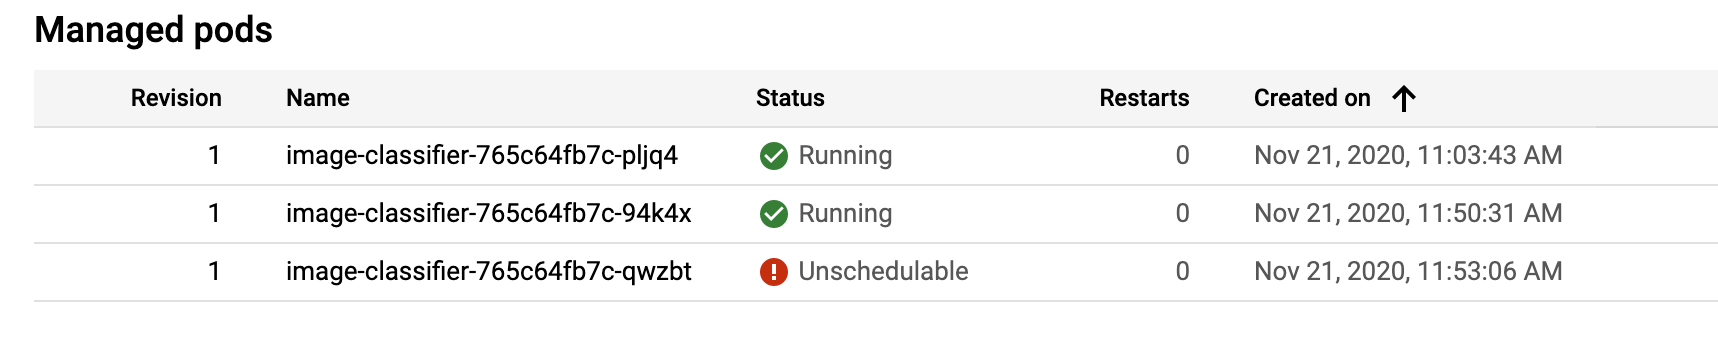 Managed pods
Revision Name Status Restarts Created on
1 image-classifier-765c64fb7c-pljq4 Running 0 Nov 21, 2020, 11:03:43 AM
1 image-classifier-765c64fb7c-94k4x Running 0 Nov 21, 2020, 11:50:31 AM
1 image-classifier-765c64fb7c-qwzbt Unschedulable 0 Nov 21, 2020, 11:53:06 AM